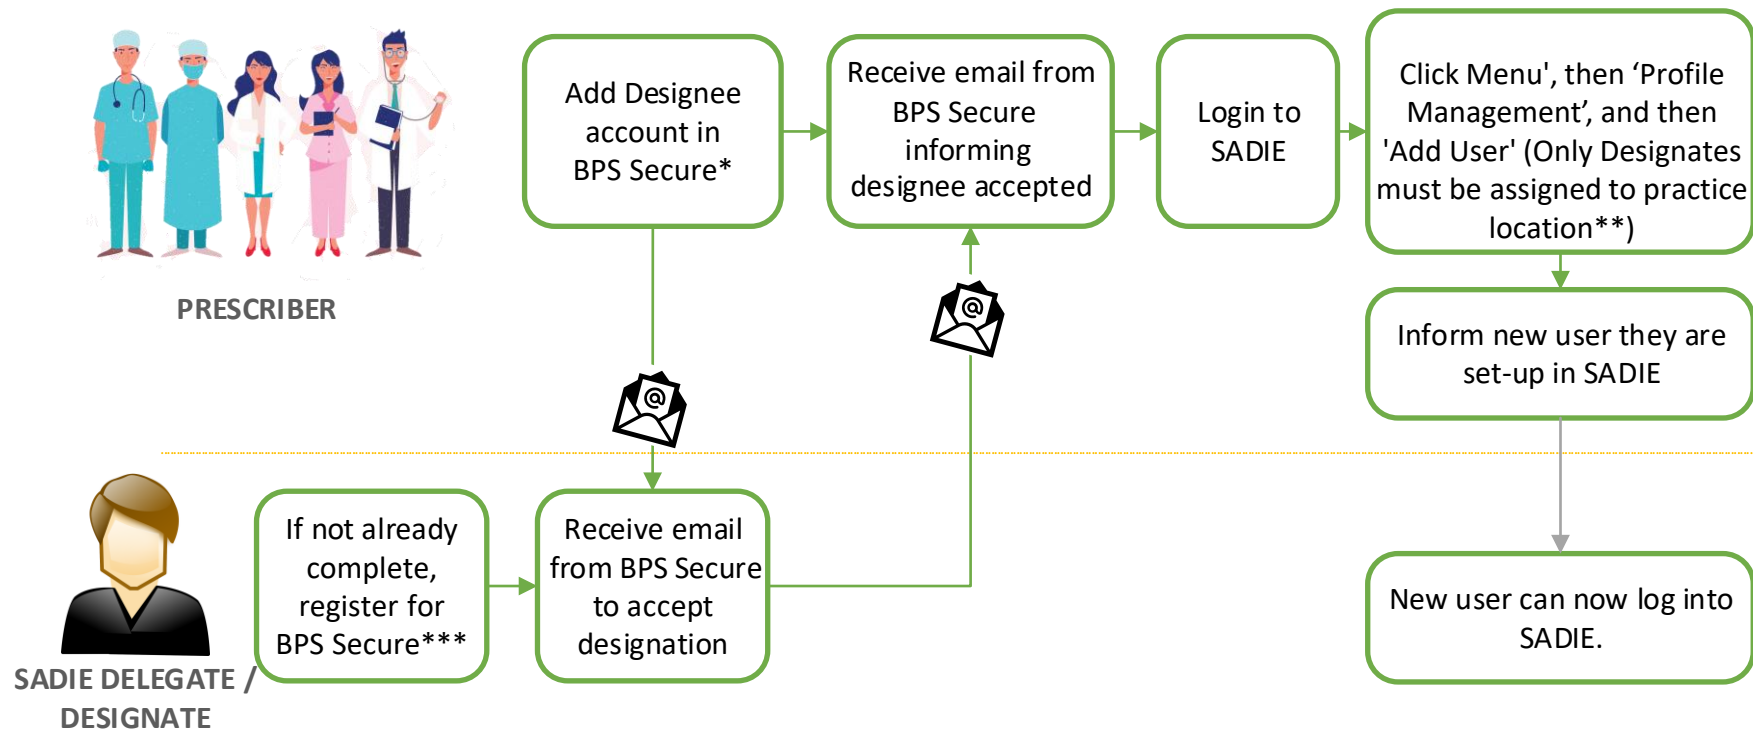 Add Designee
account in
BPS Secure*
Receive email from
BPS Secure
informing
designee accepted
Login to
SADIE
Click Menu', then ‘Profile
Management’, and then
'Add User' (Only Designates
must be assigned to practice
location**)
PRESCRIBER
Inform new user they are
set-up in SADIE
@
@
If not already
complete,
register for
BPS Secure***
Receive email
from BPS Secure
to accept
designation
New user can now log into
SADIE.
SADIE DELEGATE /
DESIGNATE